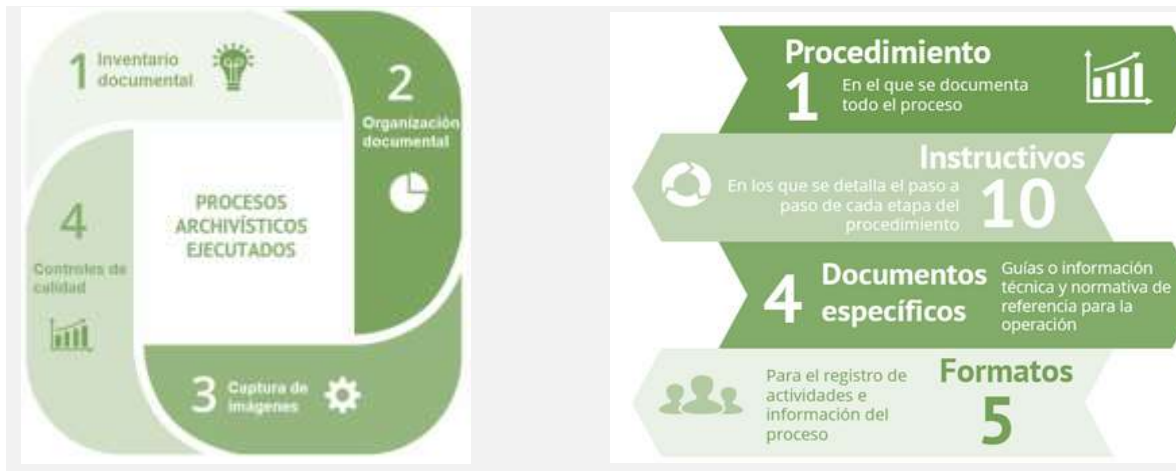 1 Inventario
documental
2
Organización
documental
PROCESOS
ARCHIVÍSTICOS
EJECUTADOS
4
Controles de
calidad
3 Captura de
imágenes
Procedimiento
1 En el que se documenta
todo el proceso
Instructivos
En los que se detalla el paso a
paso de cada etapa del
procedimiento
10
4 Documentos
específicos
Guías o información
técnica y normativa de
referencia para la
operación
Para el registro de
actividades e
información del
proceso
Formatos
5